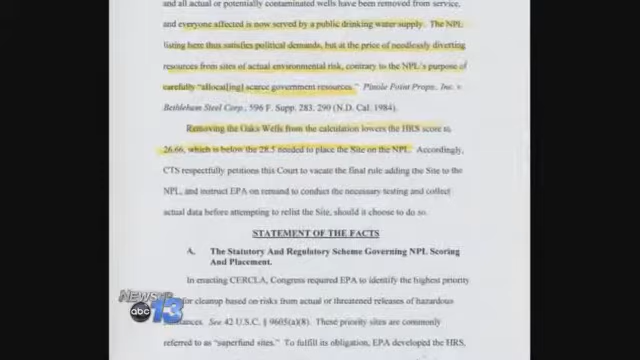 and all actual or potentially contaminated wells have been removed from service,
and everyone affected is now served by a public drinking water supply. The NPL
listing here thus satisfies political demands, but at the price of needlessly diverting
resources from sites of actual environmental risk, contrary to the NPL's purpose of
carefully "allocat[ing] scarce government resources." Pinole Point Props., Inc. v.
Bethlehem Steel Corp., 596 F. Supp. 283, 290 (N.D. Cal. 1984).
Removing the Oaks Wells from the calculation lowers the HRS score to
26.66, which is below the 28.5 needed to place the Site on the NPL. Accordingly,
CTS respectfully petitions this Court to vacate the final rule adding the Site to the
NPL, and instruct EPA on remand to conduct the necessary testing and collect
actual data before attempting to relist the Site, should it choose to do so.
STATEMENT OF THE FACTS
A. The Statutory And Regulatory Scheme Governing NPL Scoring
And Placement.
In enacting CERCLA, Congress required EPA to identify the highest priority
for cleanup based on risks from actual or threatened releases of hazardous
See 42 U.S.C. § 9605(a)(8). These priority sites are commonly
referred to as "superfund sites." To fulfill its obligation, EPA developed the HRS,
NEWS
abc 13